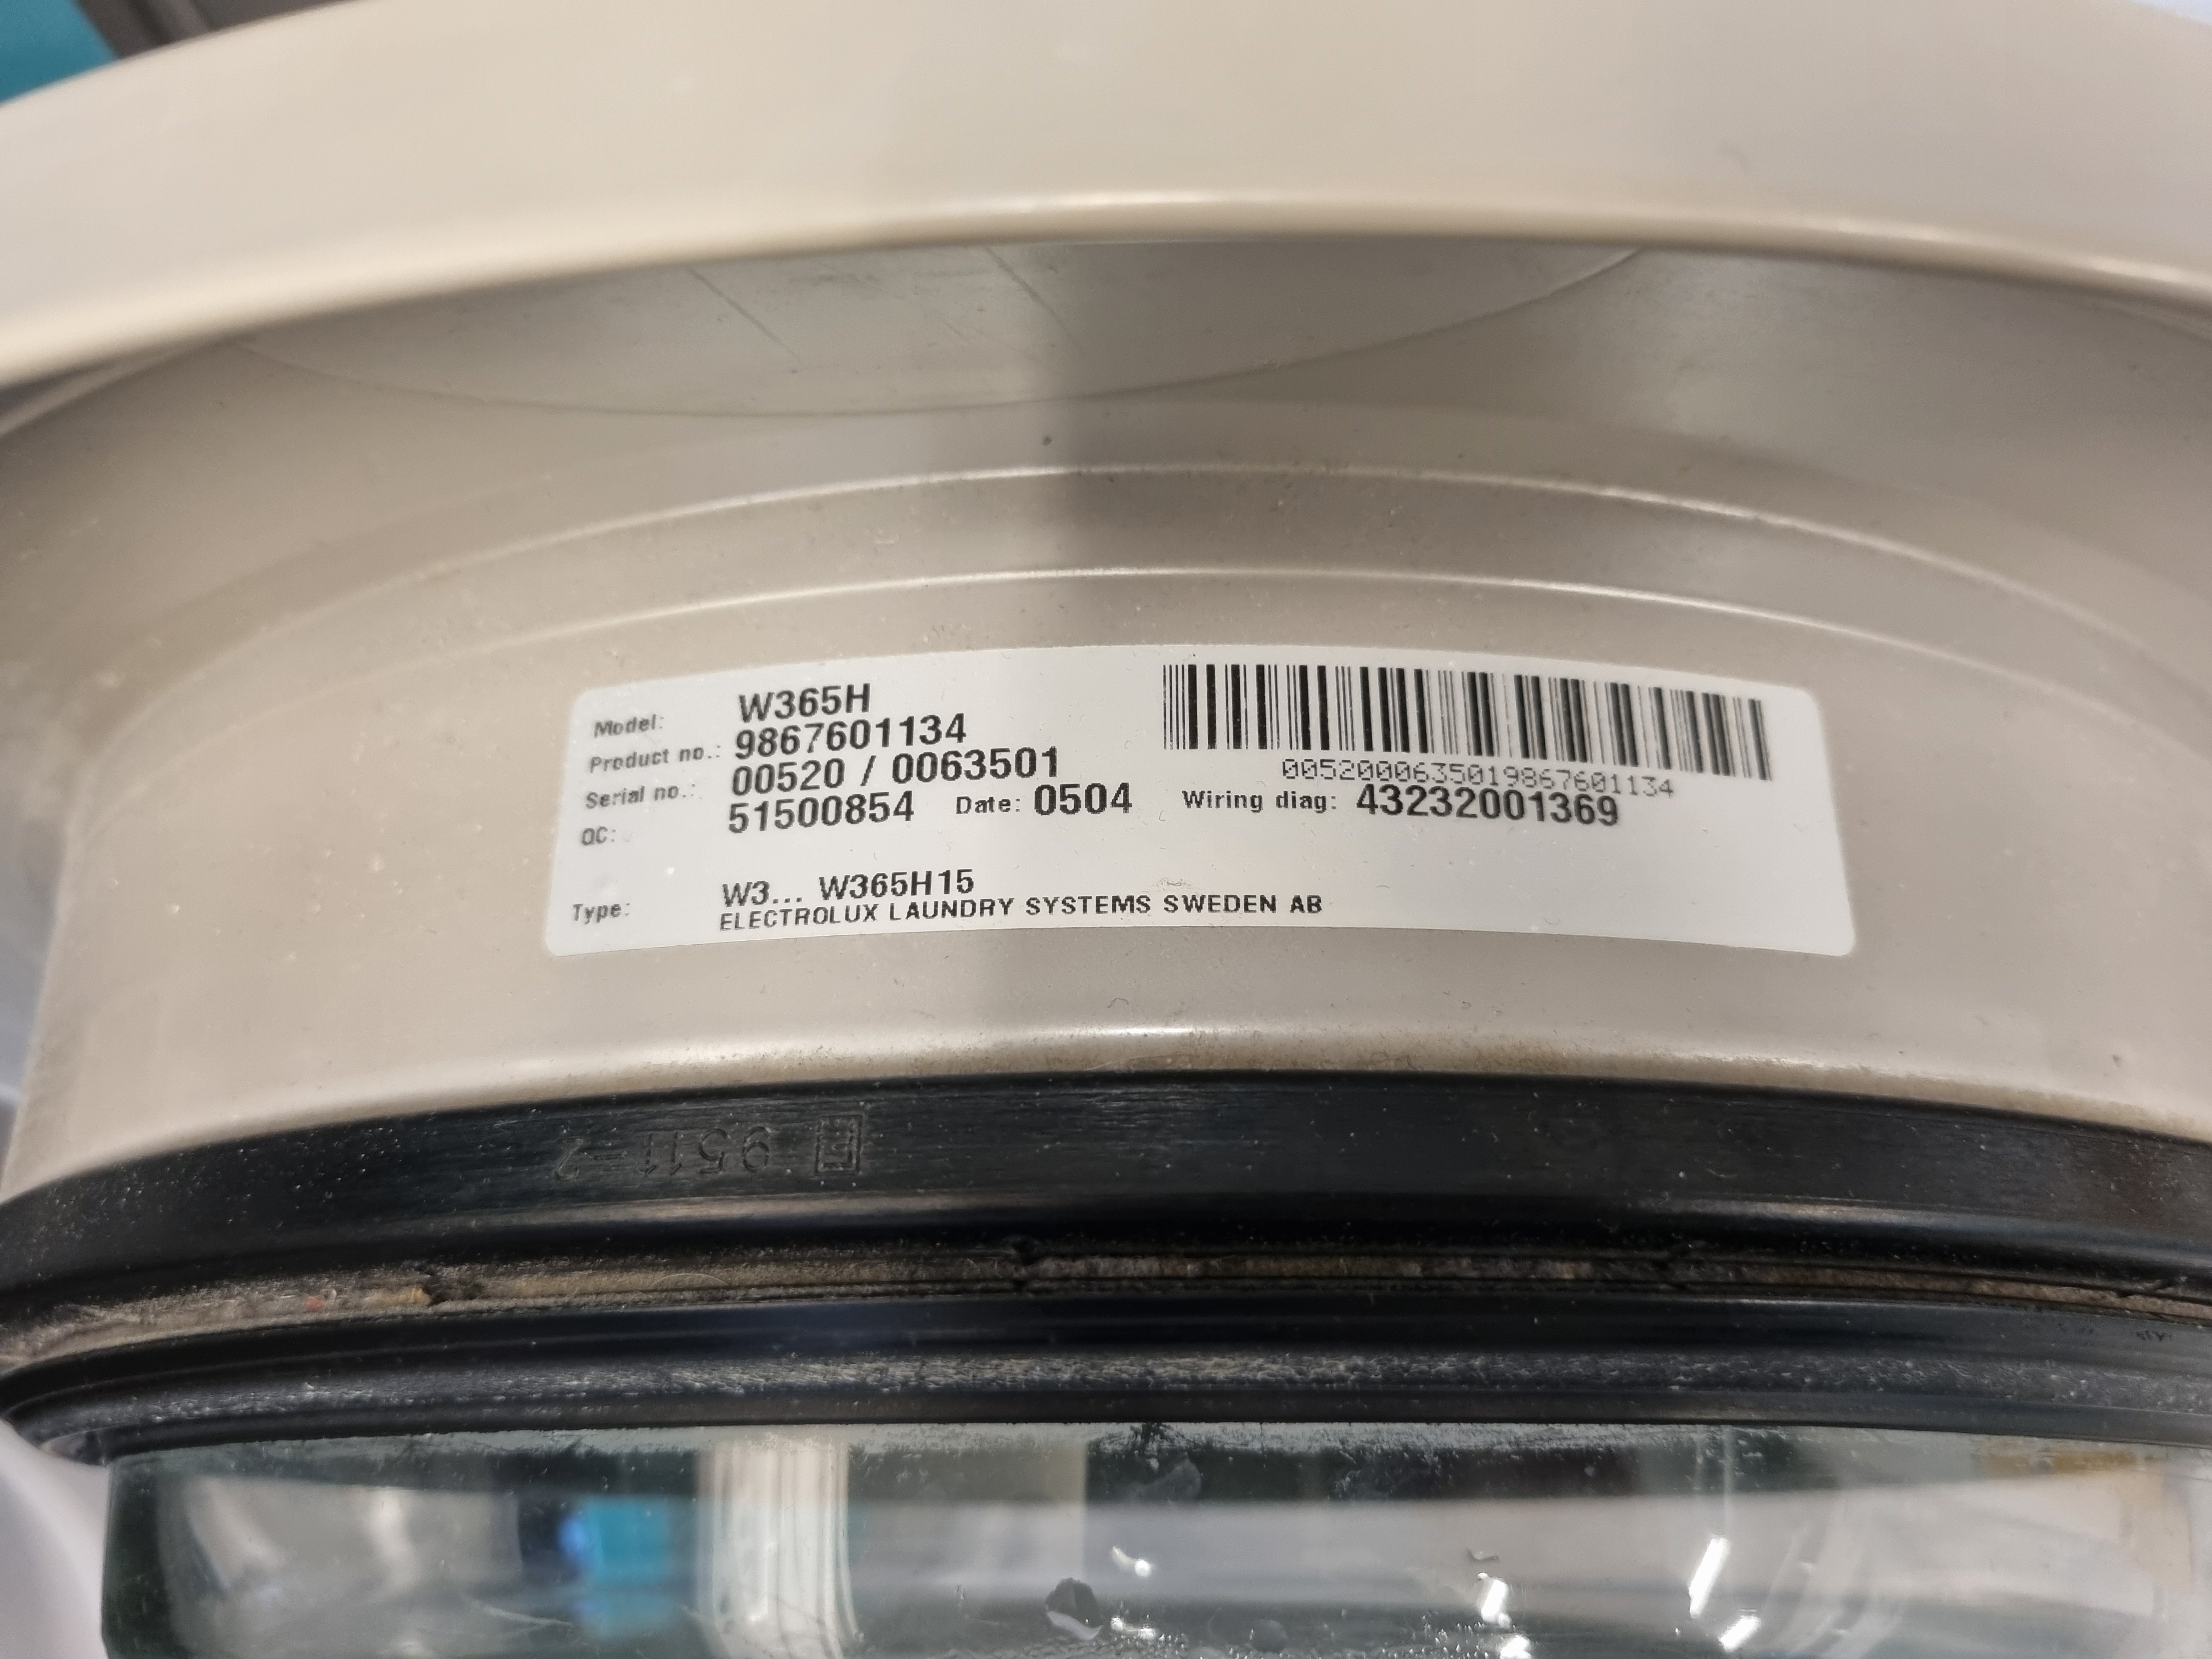 Model: W365H
Product no.: 9867601134
Serial no.: 00520 / 0063501
QC: 51500854 Date: 0504 Wiring diag: 43232001369
Type: W3... W365H15
ELECTROLUX LAUNDRY SYSTEMS SWEDEN AB
0052000635019867601134
9511-2